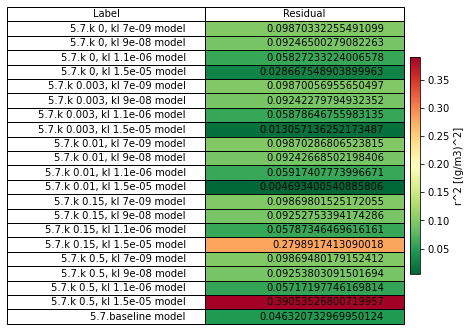 Label Residual
5.7.k 0, kl 7e-09 model 0.09870332255491099
5.7.k 0, kl 9e-08 model 0.09246500279082263
5.7.k 0, kl 1.1e-06 model 0.05827233224006578
5.7.k 0, kl 1.5e-05 model 0.028667548903899963
5.7.k 0.003, kl 7e-09 model 0.09870056955650497
5.7.k 0.003, kl 9e-08 model 0.09242279794932352
5.7.k 0.003, kl 1.1e-06 model 0.05878646755983135
5.7.k 0.003, kl 1.5e-05 model 0.013057136252173487
5.7.k 0.01, kl 7e-09 model 0.09870286806523815
5.7.k 0.01, kl 9e-08 model 0.09242668502198406
5.7.k 0.01, kl 1.1e-06 model 0.05917407773996671
5.7.k 0.01, kl 1.5e-05 model 0.004693400540885806
5.7.k 0.15, kl 7e-09 model 0.09869801525172055
5.7.k 0.15, kl 9e-08 model 0.09252753394174286
5.7.k 0.15, kl 1.1e-06 model 0.05787346469616161
5.7.k 0.15, kl 1.5e-05 model 0.2798917413090018
5.7.k 0.5, kl 7e-09 model 0.09869480179152412
5.7.k 0.5, kl 9e-08 model 0.09253803091501694
5.7.k 0.5, kl 1.1e-06 model 0.05717197746169814
5.7.k 0.5, kl 1.5e-05 model 0.39053526800719957
5.7.baseline model 0.046320732969950124
0.35
0.30
0.25
0.20
0.15
0.10
0.05
r^2 [(g/m3)^2]